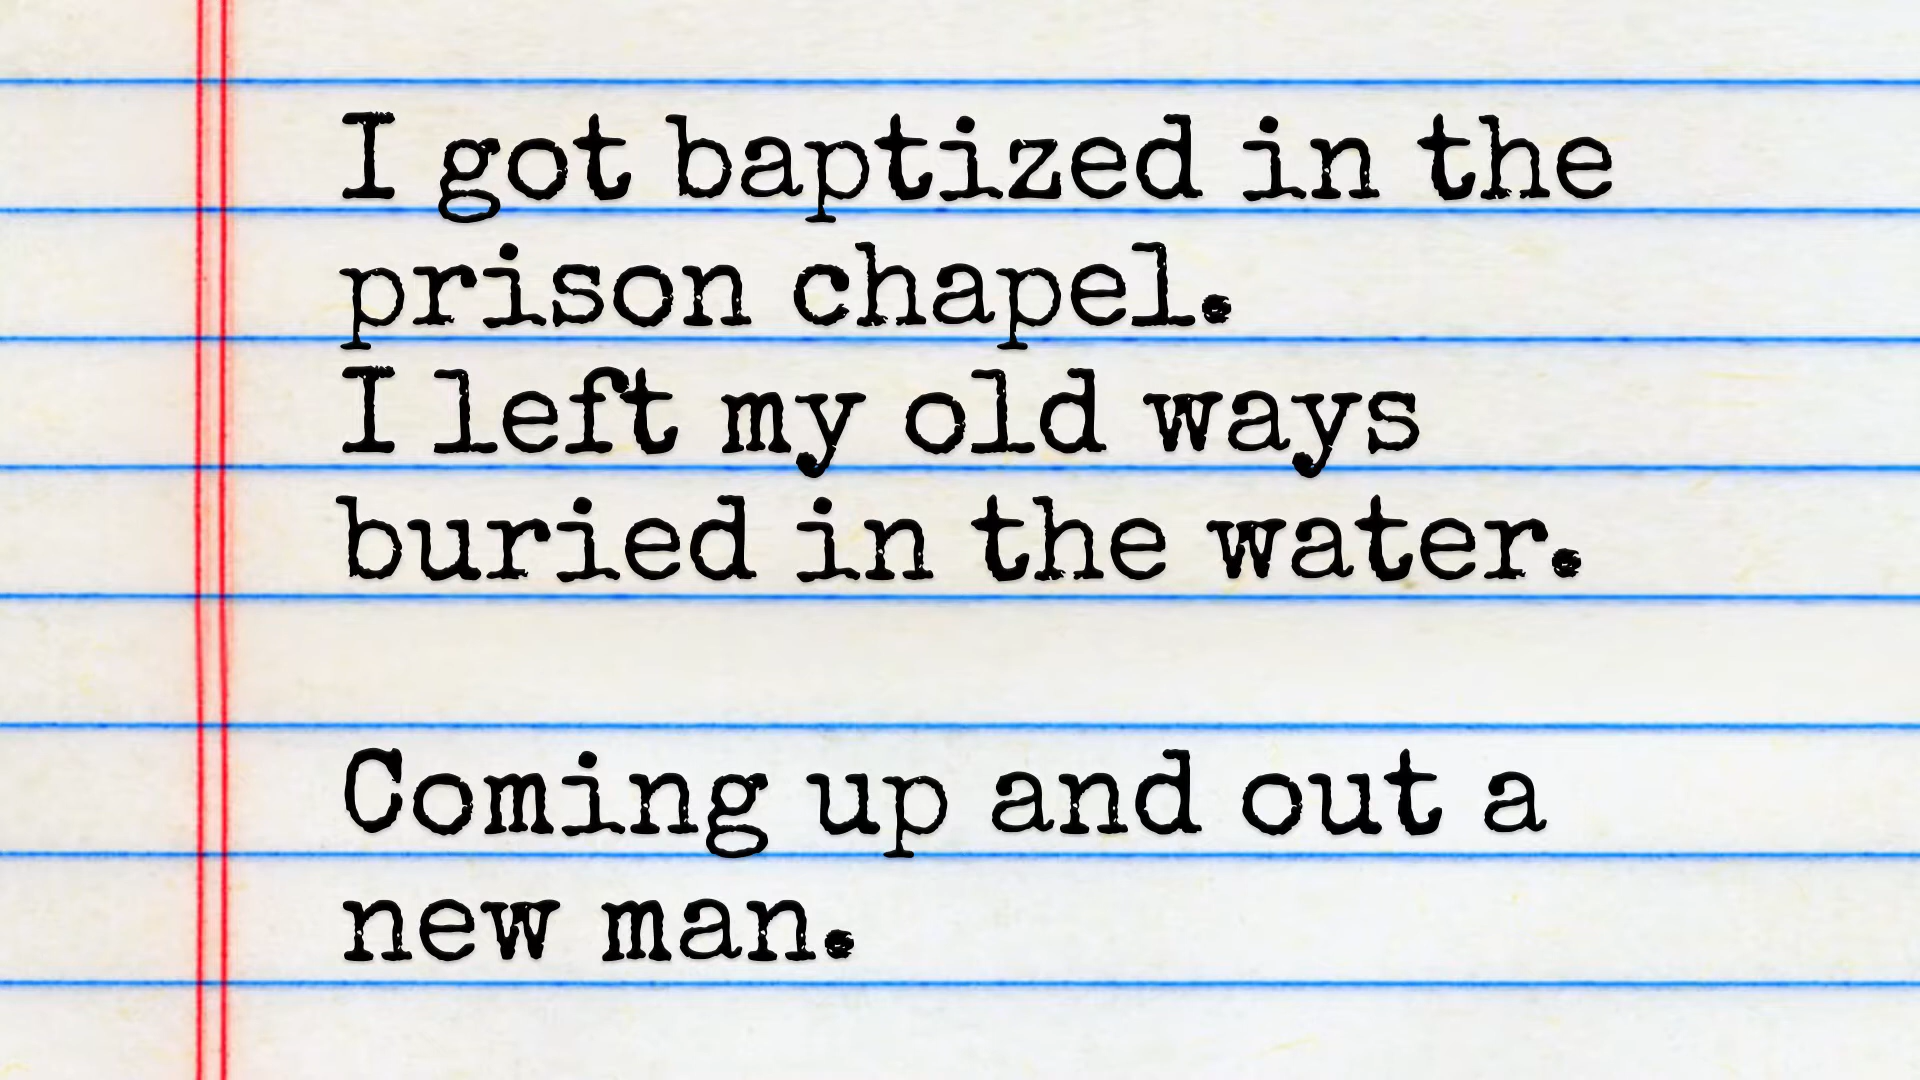 I got baptized in the
prison chapel.
I left my old ways
buried in the water.
Coming up and out a
new man.